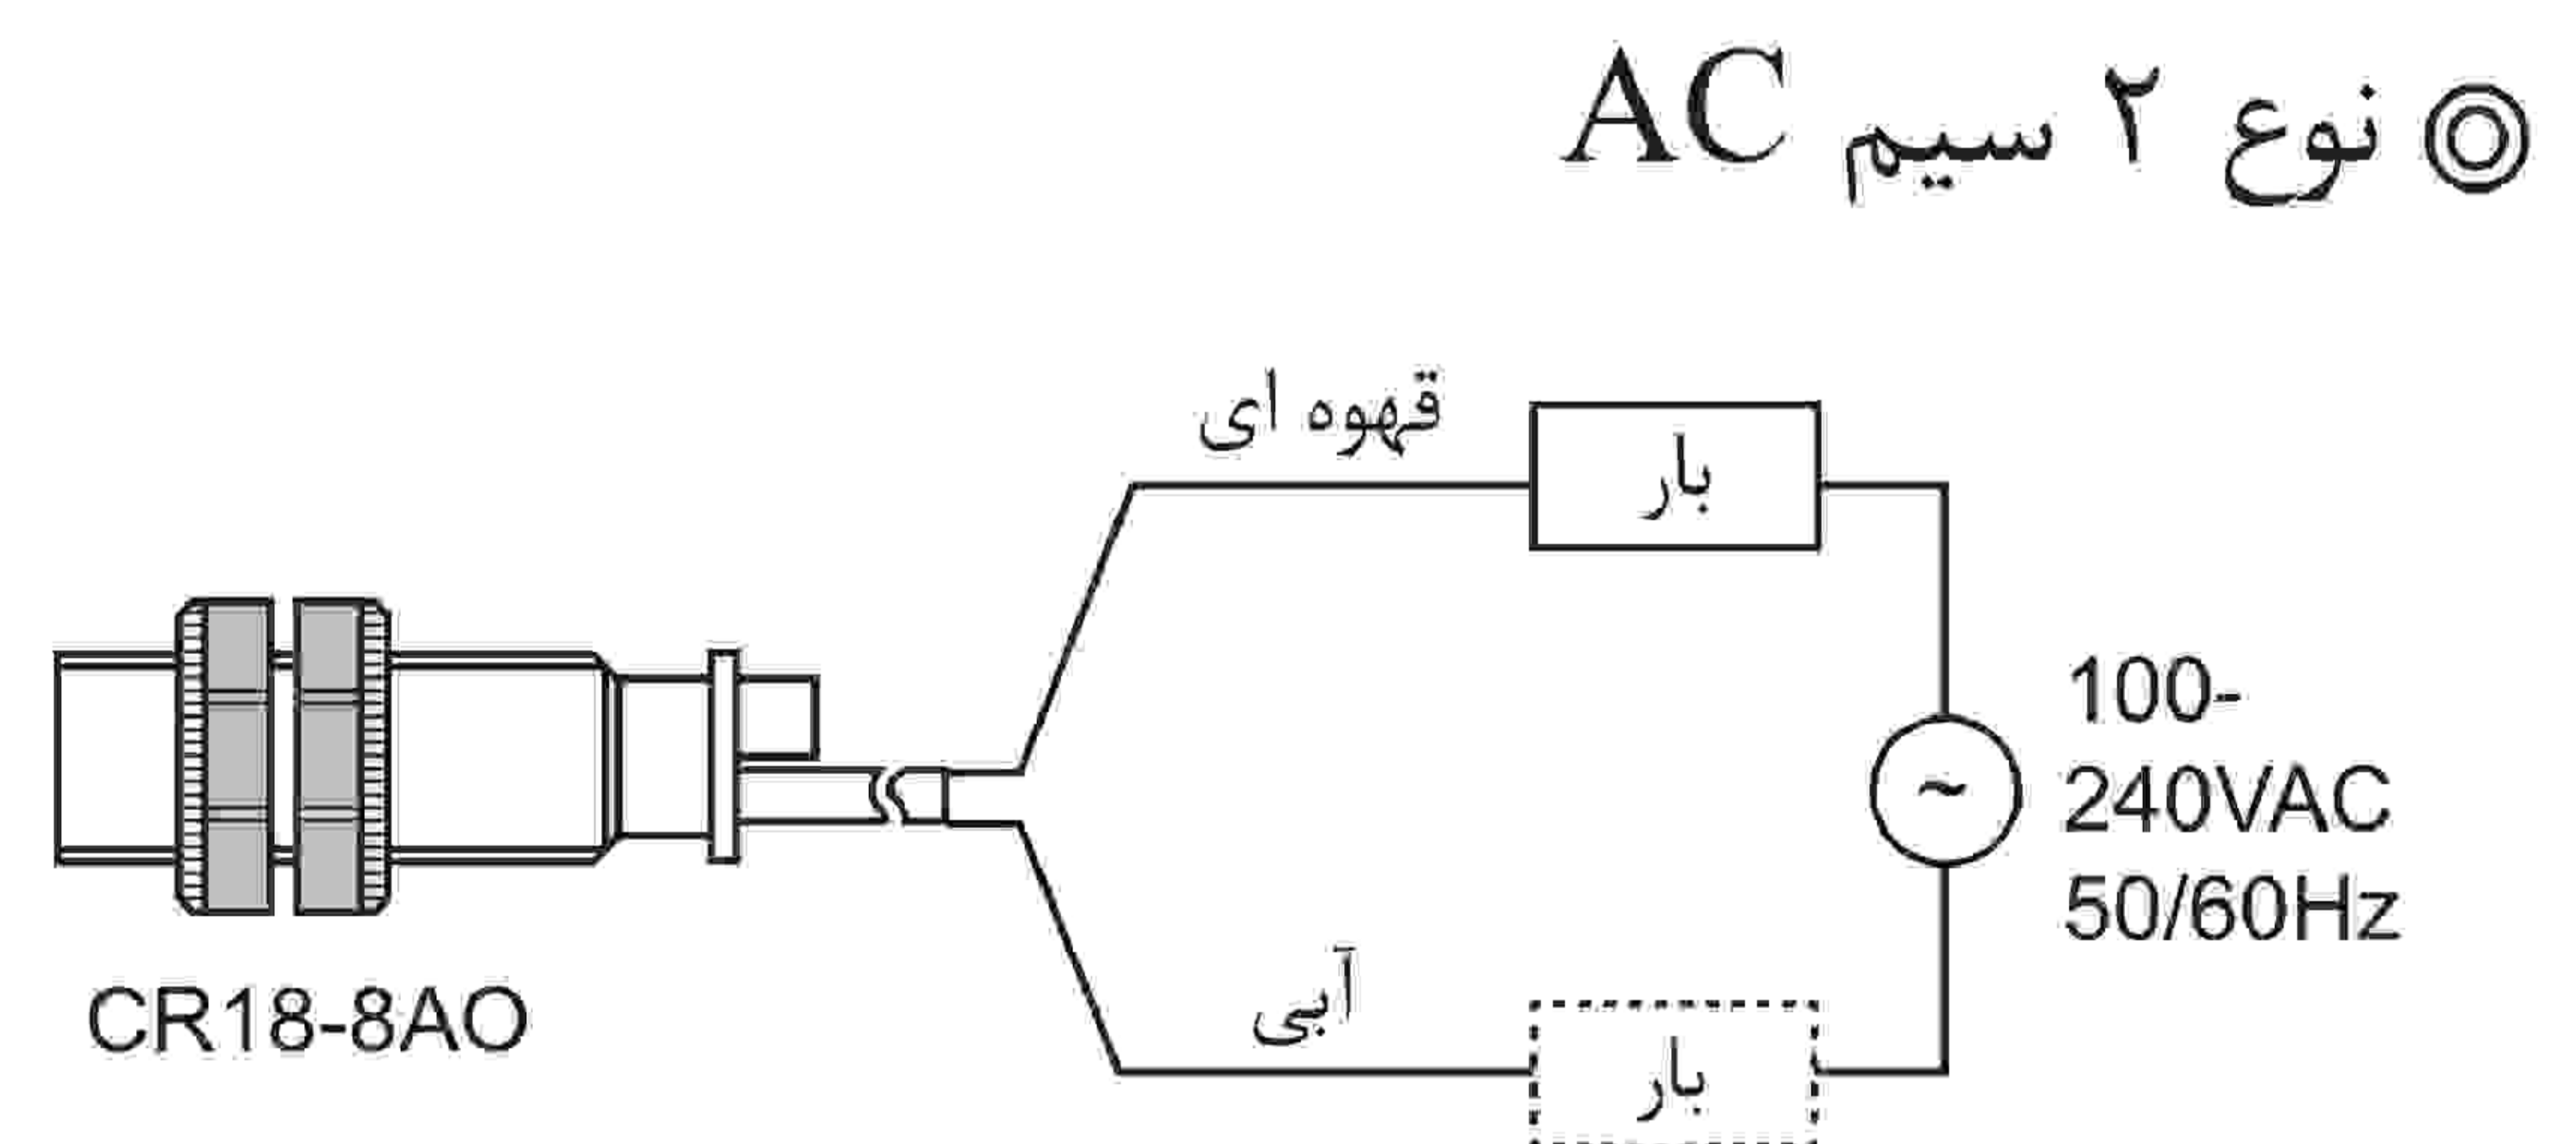 نوع ۲ سیم AC
قهوه ای
بار
100-
240VAC
50/60Hz
آبی
بار
CR18-8AO